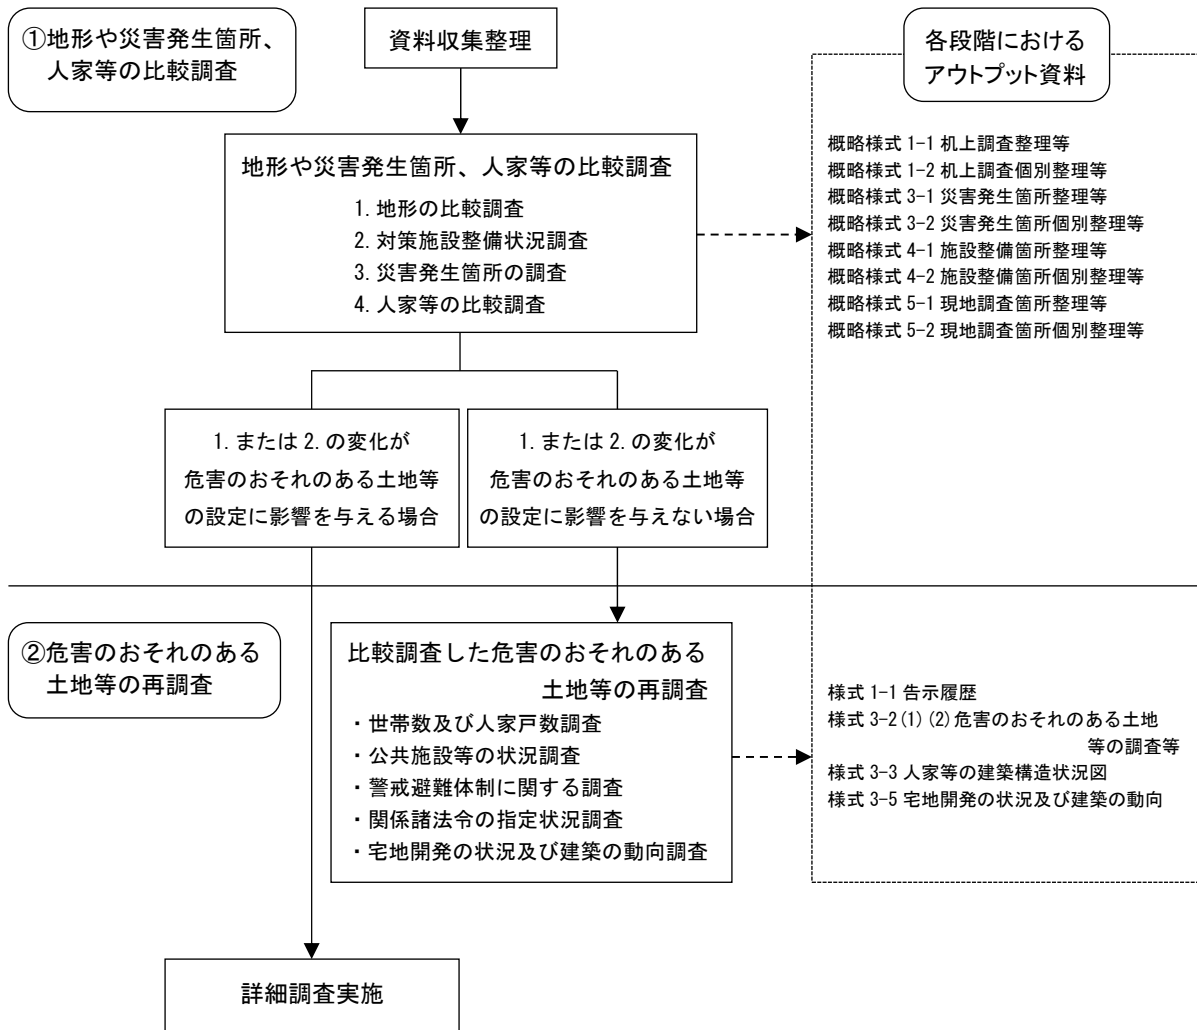 ①地形や災害発生箇所、
人家等の比較調査
資料収集整理
各段階における
アウトプット資料
地形や災害発生箇所、人家等の比較調査
1. 地形の比較調査
2. 対策施設整備状況調査
3. 災害発生箇所の調査
4. 人家等の比較調査
概略様式 1-1 机上調査整理等
概略様式 1-2 机上調査個別整理等
概略様式 3-1 災害発生箇所整理等
概略様式 3-2 災害発生箇所個別整理等
概略様式 4-1 施設整備箇所整理等
概略様式 4-2 施設整備箇所個別整理等
概略様式 5-1 現地調査箇所整理等
概略様式 5-2 現地調査箇所個別整理等
1. または 2. の変化が
危害のおそれのある土地等
の設定に影響を与える場合
1. または 2. の変化が
危害のおそれのある土地等
の設定に影響を与えない場合
②危害のおそれのある
土地等の再調査
比較調査した危害のおそれのある
土地等の再調査
・世帯数及び人家戸数調査
・公共施設等の状況調査
・警戒避難体制に関する調査
・関係諸法令の指定状況調査
・宅地開発の状況及び建築の動向調査
様式 1-1 告示履歴
様式 3-2(1)(2)危害のおそれのある土地
等の調査等
様式 3-3 人家等の建築構造状況図
様式 3-5 宅地開発の状況及び建築の動向
詳細調査実施